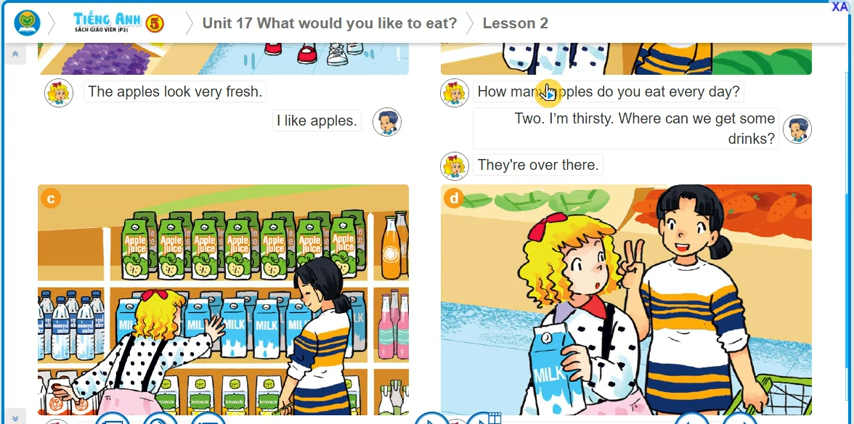 XA
TIẾNG ANH 5
SÁCH GIÁO VIÊN (P2)
Unit 17 What would you like to eat?
Lesson 2
The apples look very fresh.
I like apples.
How many apples do you eat every day?
Two. I'm thirsty. Where can we get some
drinks?
They're over there.
c
Apple juice Apple juice Apple juice Apple juice Apple juice Apple juice Apple juice
MILK MILK MILK
d
MILK